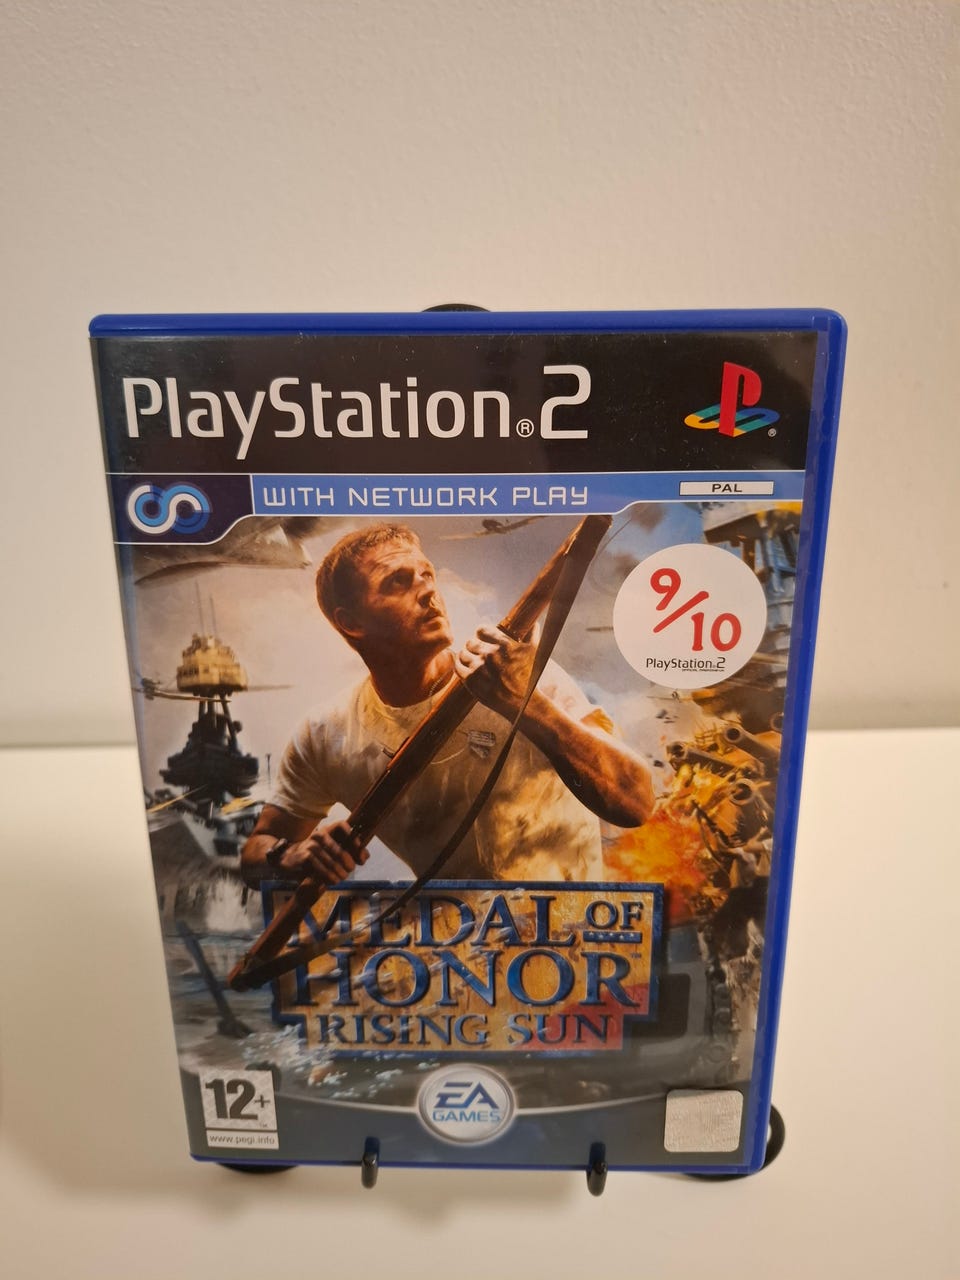 PlayStation®2
WITH NETWORK PLAY
PAL
9/10
PlayStation 2
MEDAL OF
HONOR™
RISING SUN
12+
www.pegi.info
EA
GAMES